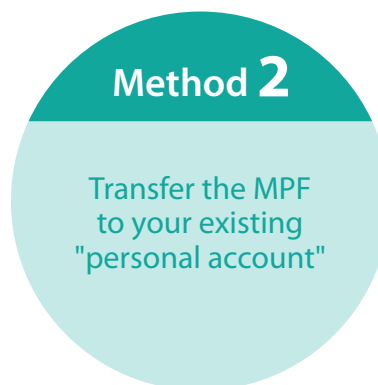 Method 2
Transfer the MPF
to your existing
"personal account"